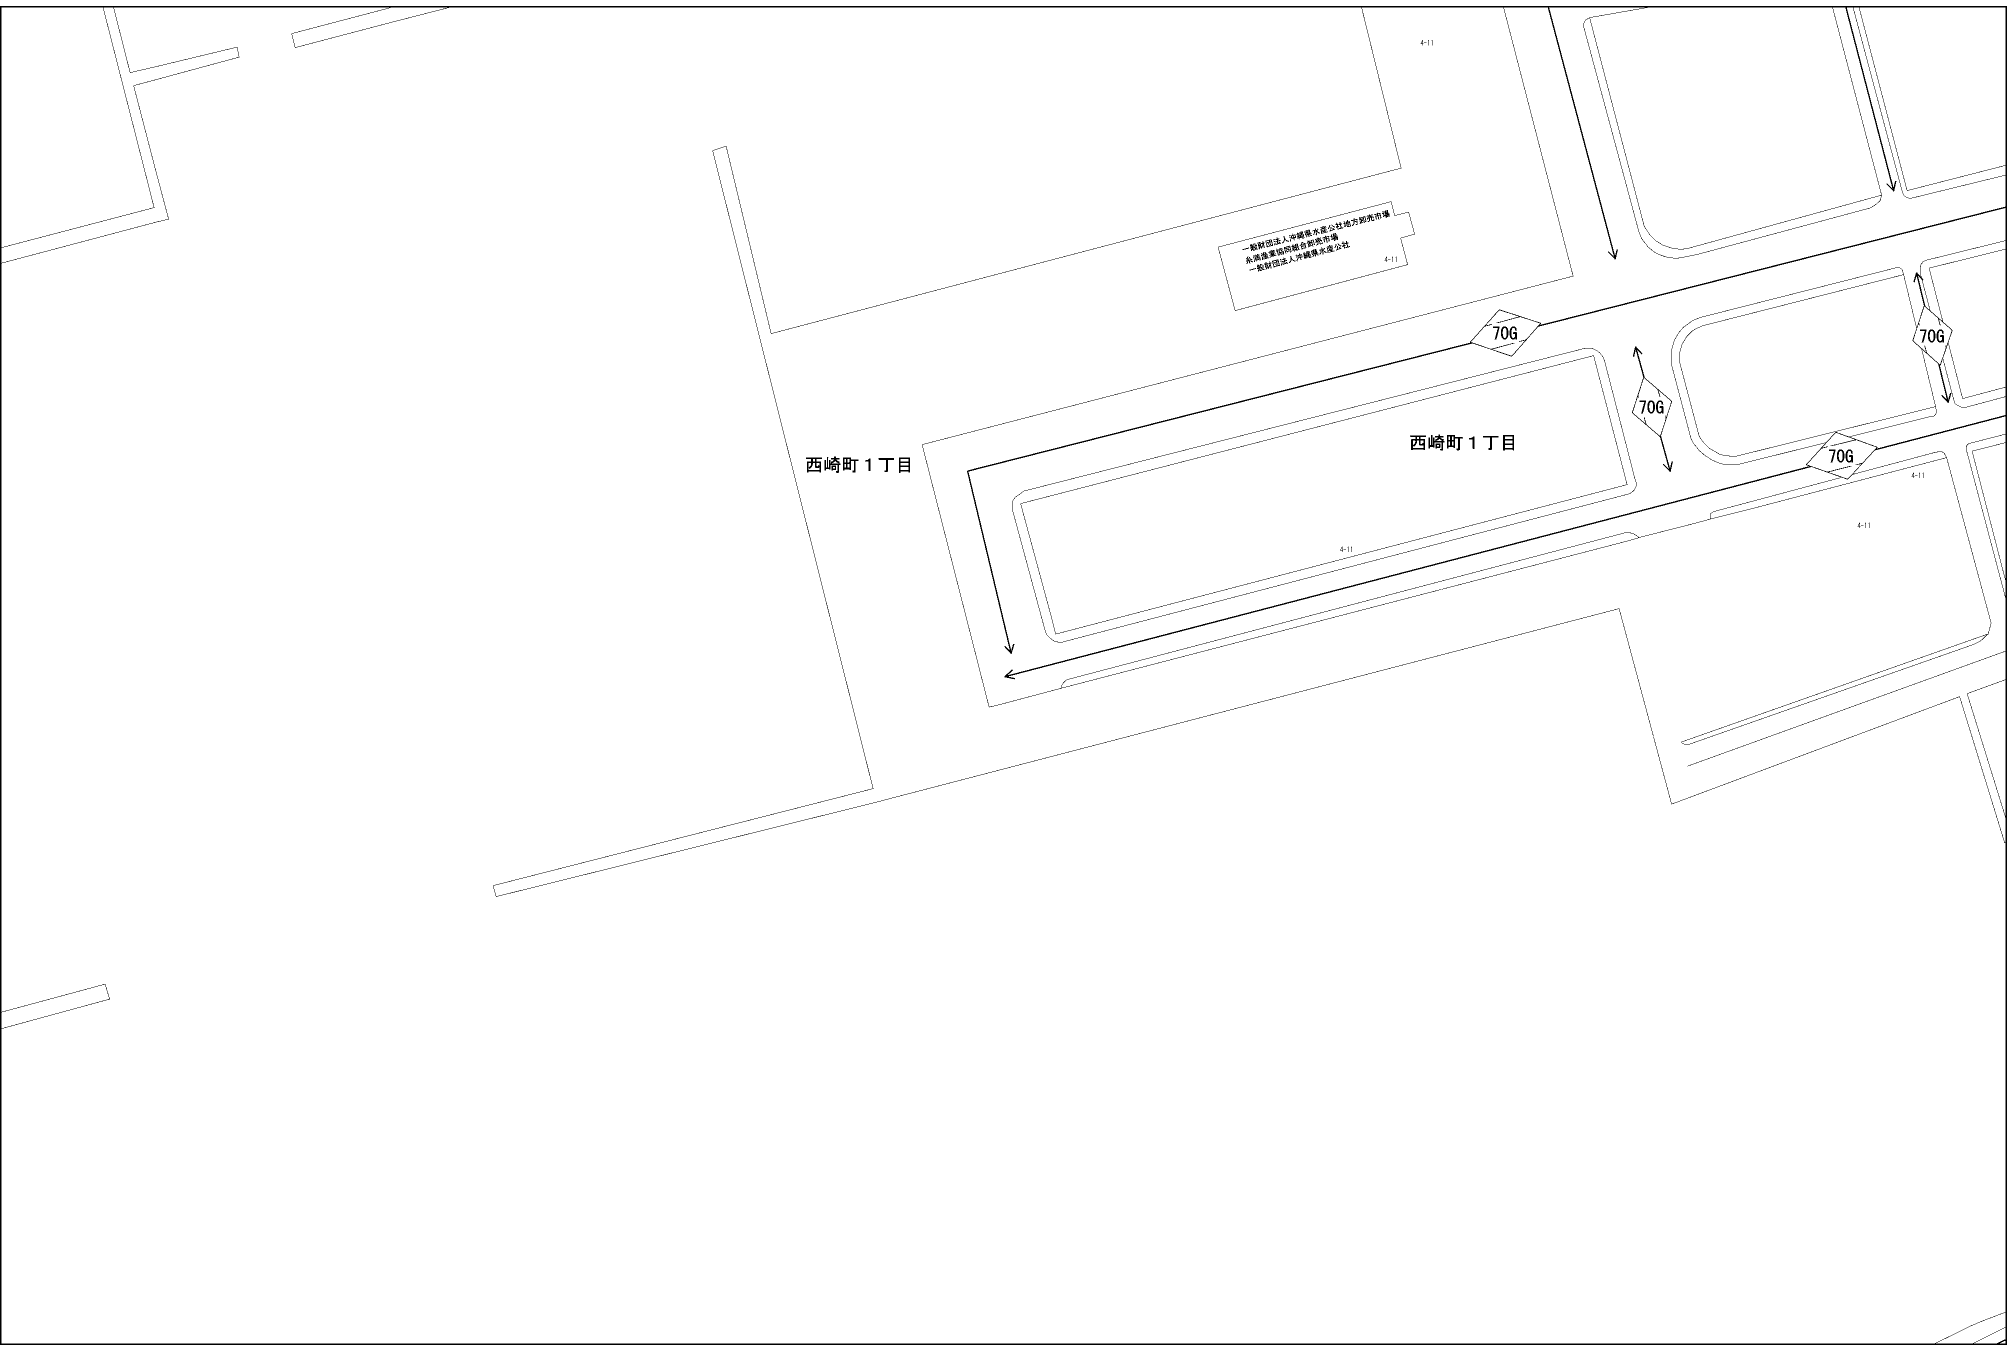 4-11
一般財団法人沖縄県水産公社地方卸売市場
糸満漁業協同組合卸売市場
一般財団法人沖縄県水産公社
4-11
70G
70G
70G
西崎町1丁目
西崎町1丁目
70G
4-11
4-11
4-11